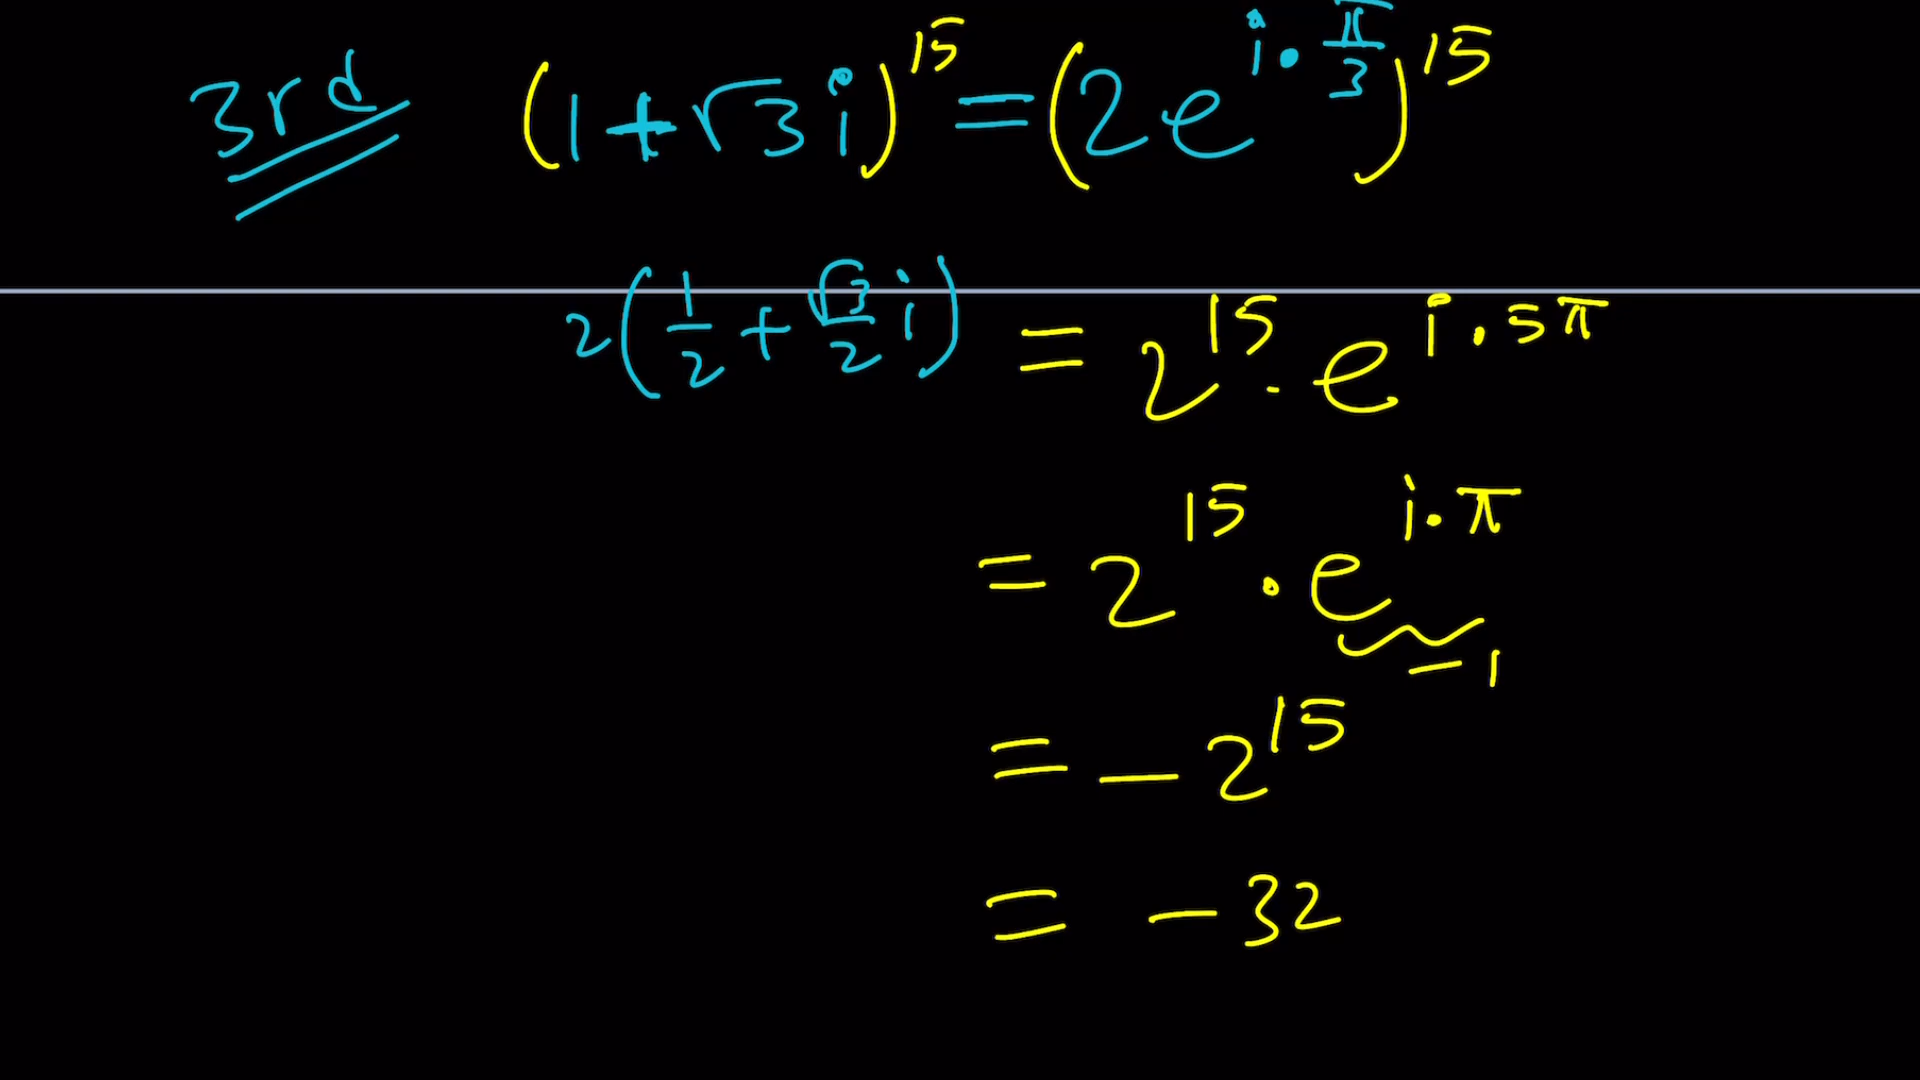 3rd (1+√3 i)^15 = (2e^(i·π/3))^15
2(1/2 + √3/2 i) = 2^15 · e^(i·5π)
= 2^15 · e^(i·π)
-1
= -2^15
= -32